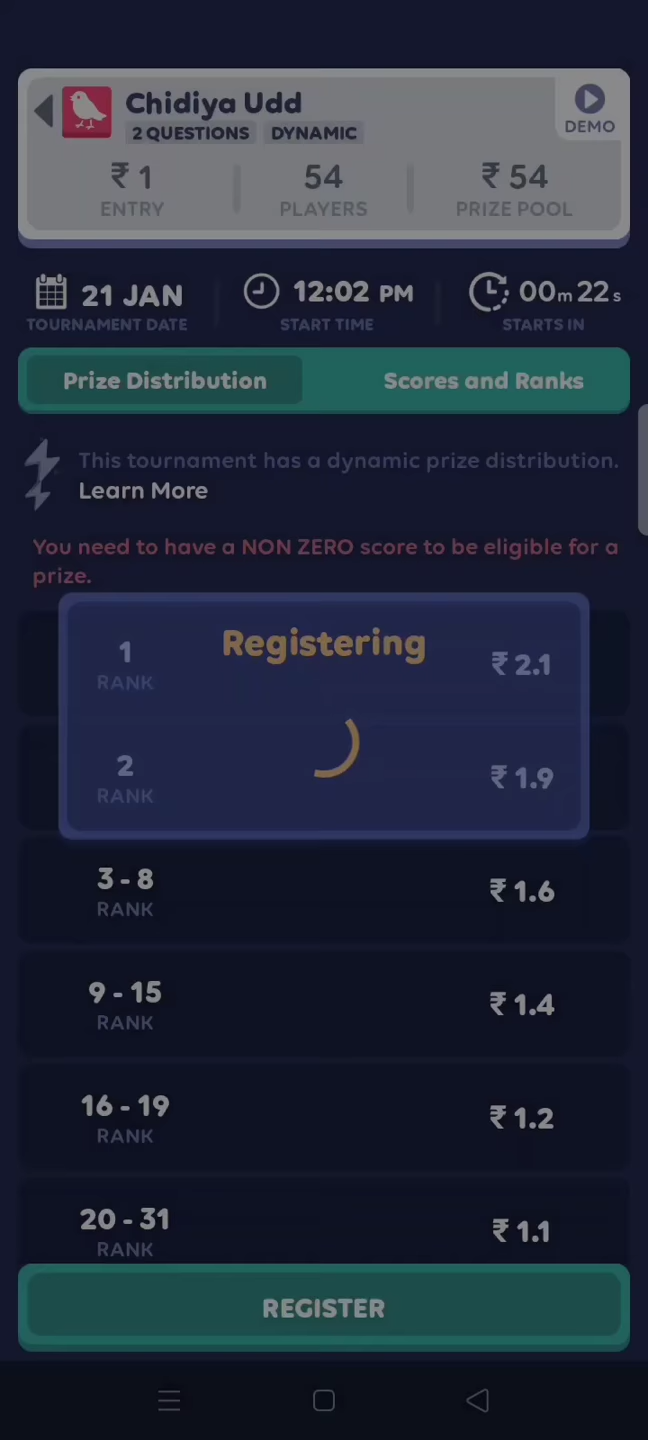 Chidiya Udd
2 QUESTIONS DYNAMIC
DEMO
₹ 1 54 ₹ 54
ENTRY PLAYERS PRIZE POOL
21 JAN 12:02 PM 00m 22s
TOURNAMENT DATE START TIME STARTS IN
Prize Distribution Scores and Ranks
This tournament has a dynamic prize distribution.
Learn More
You need to have a NON ZERO score to be eligible for a
prize.
Registering
1 ₹ 2.1
RANK
2 ₹ 1.9
RANK
3 - 8 ₹ 1.6
RANK
9 - 15 ₹ 1.4
RANK
16 - 19 ₹ 1.2
RANK
20 - 31 ₹ 1.1
RANK
REGISTER